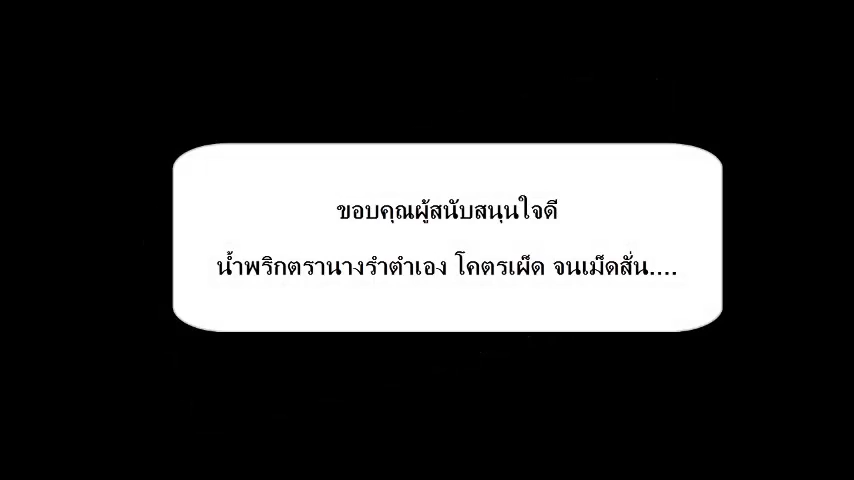 ขอบคุณผู้สนับสนุนใจดี
น้ำพริกตรานางรำตำเอง โคตรเผ็ด จนเม็ดสั่น....